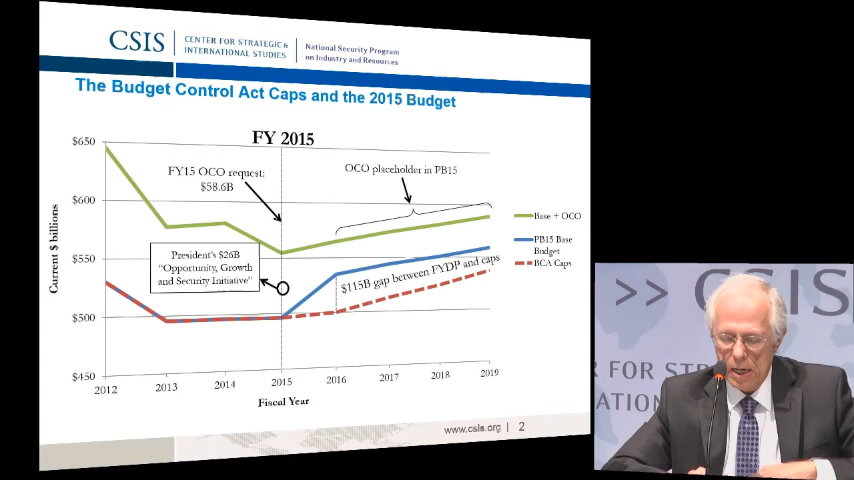 CSIS
CENTER FOR STRATEGIC &
INTERNATIONAL STUDIES
National Security Program
on Industry and Resources
The Budget Control Act Caps and the 2015 Budget
FY 2015
$650
$600
$550
$500
$450
Current $ billions
FY15 OCO request:
$58.6B
OCO placeholder in PB15
President's $26B
"Opportunity, Growth
and Security Initiative"
$115B gap between FYDP and caps
Base + OCO
PB15 Base
Budget
BCA Caps
2012
2013
2014
2015
2016
2017
2018
2019
Fiscal Year
www.csis.org | 2
>> CSIS
FOR STRAT